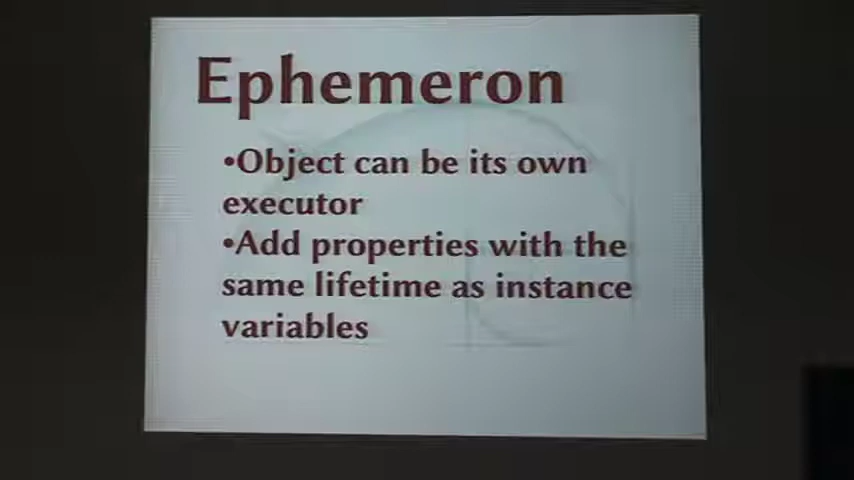 Ephemeron
•Object can be its own
executor
•Add properties with the
same lifetime as instance
variables